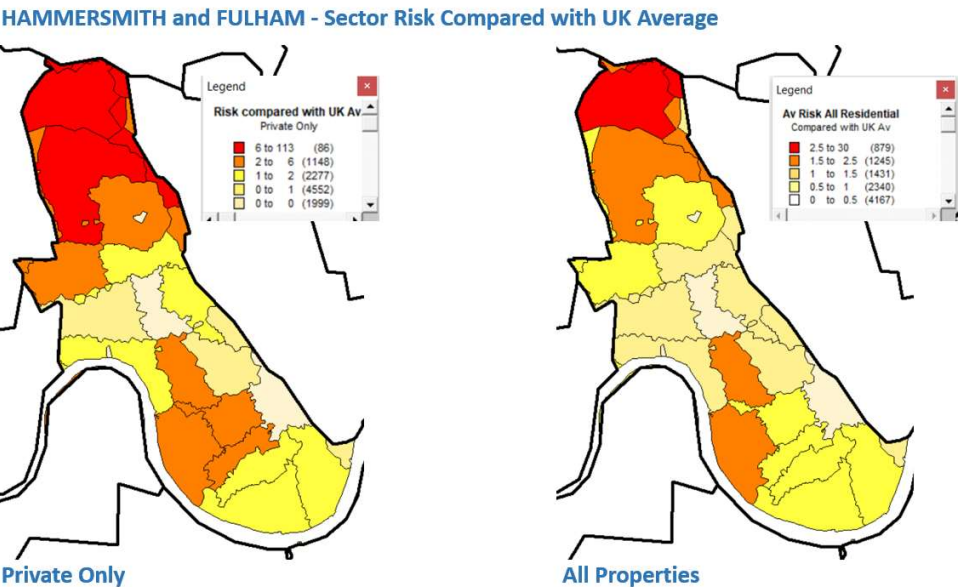 HAMMERSMITH and FULHAM - Sector Risk Compared with UK Average
Legend
Risk compared with UK Av
Private Only
6 to 113 (86)
2 to 6 (1148)
1 to 2 (2277)
0 to 1 (4552)
0 to 0 (1999)
Legend
Av Risk All Residential
Compared with UK Av
2.5 to 30 (879)
1.5 to 2.5 (1245)
1 to 1.5 (1431)
0.5 to 1 (2340)
0 to 0.5 (4167)
Private Only
All Properties